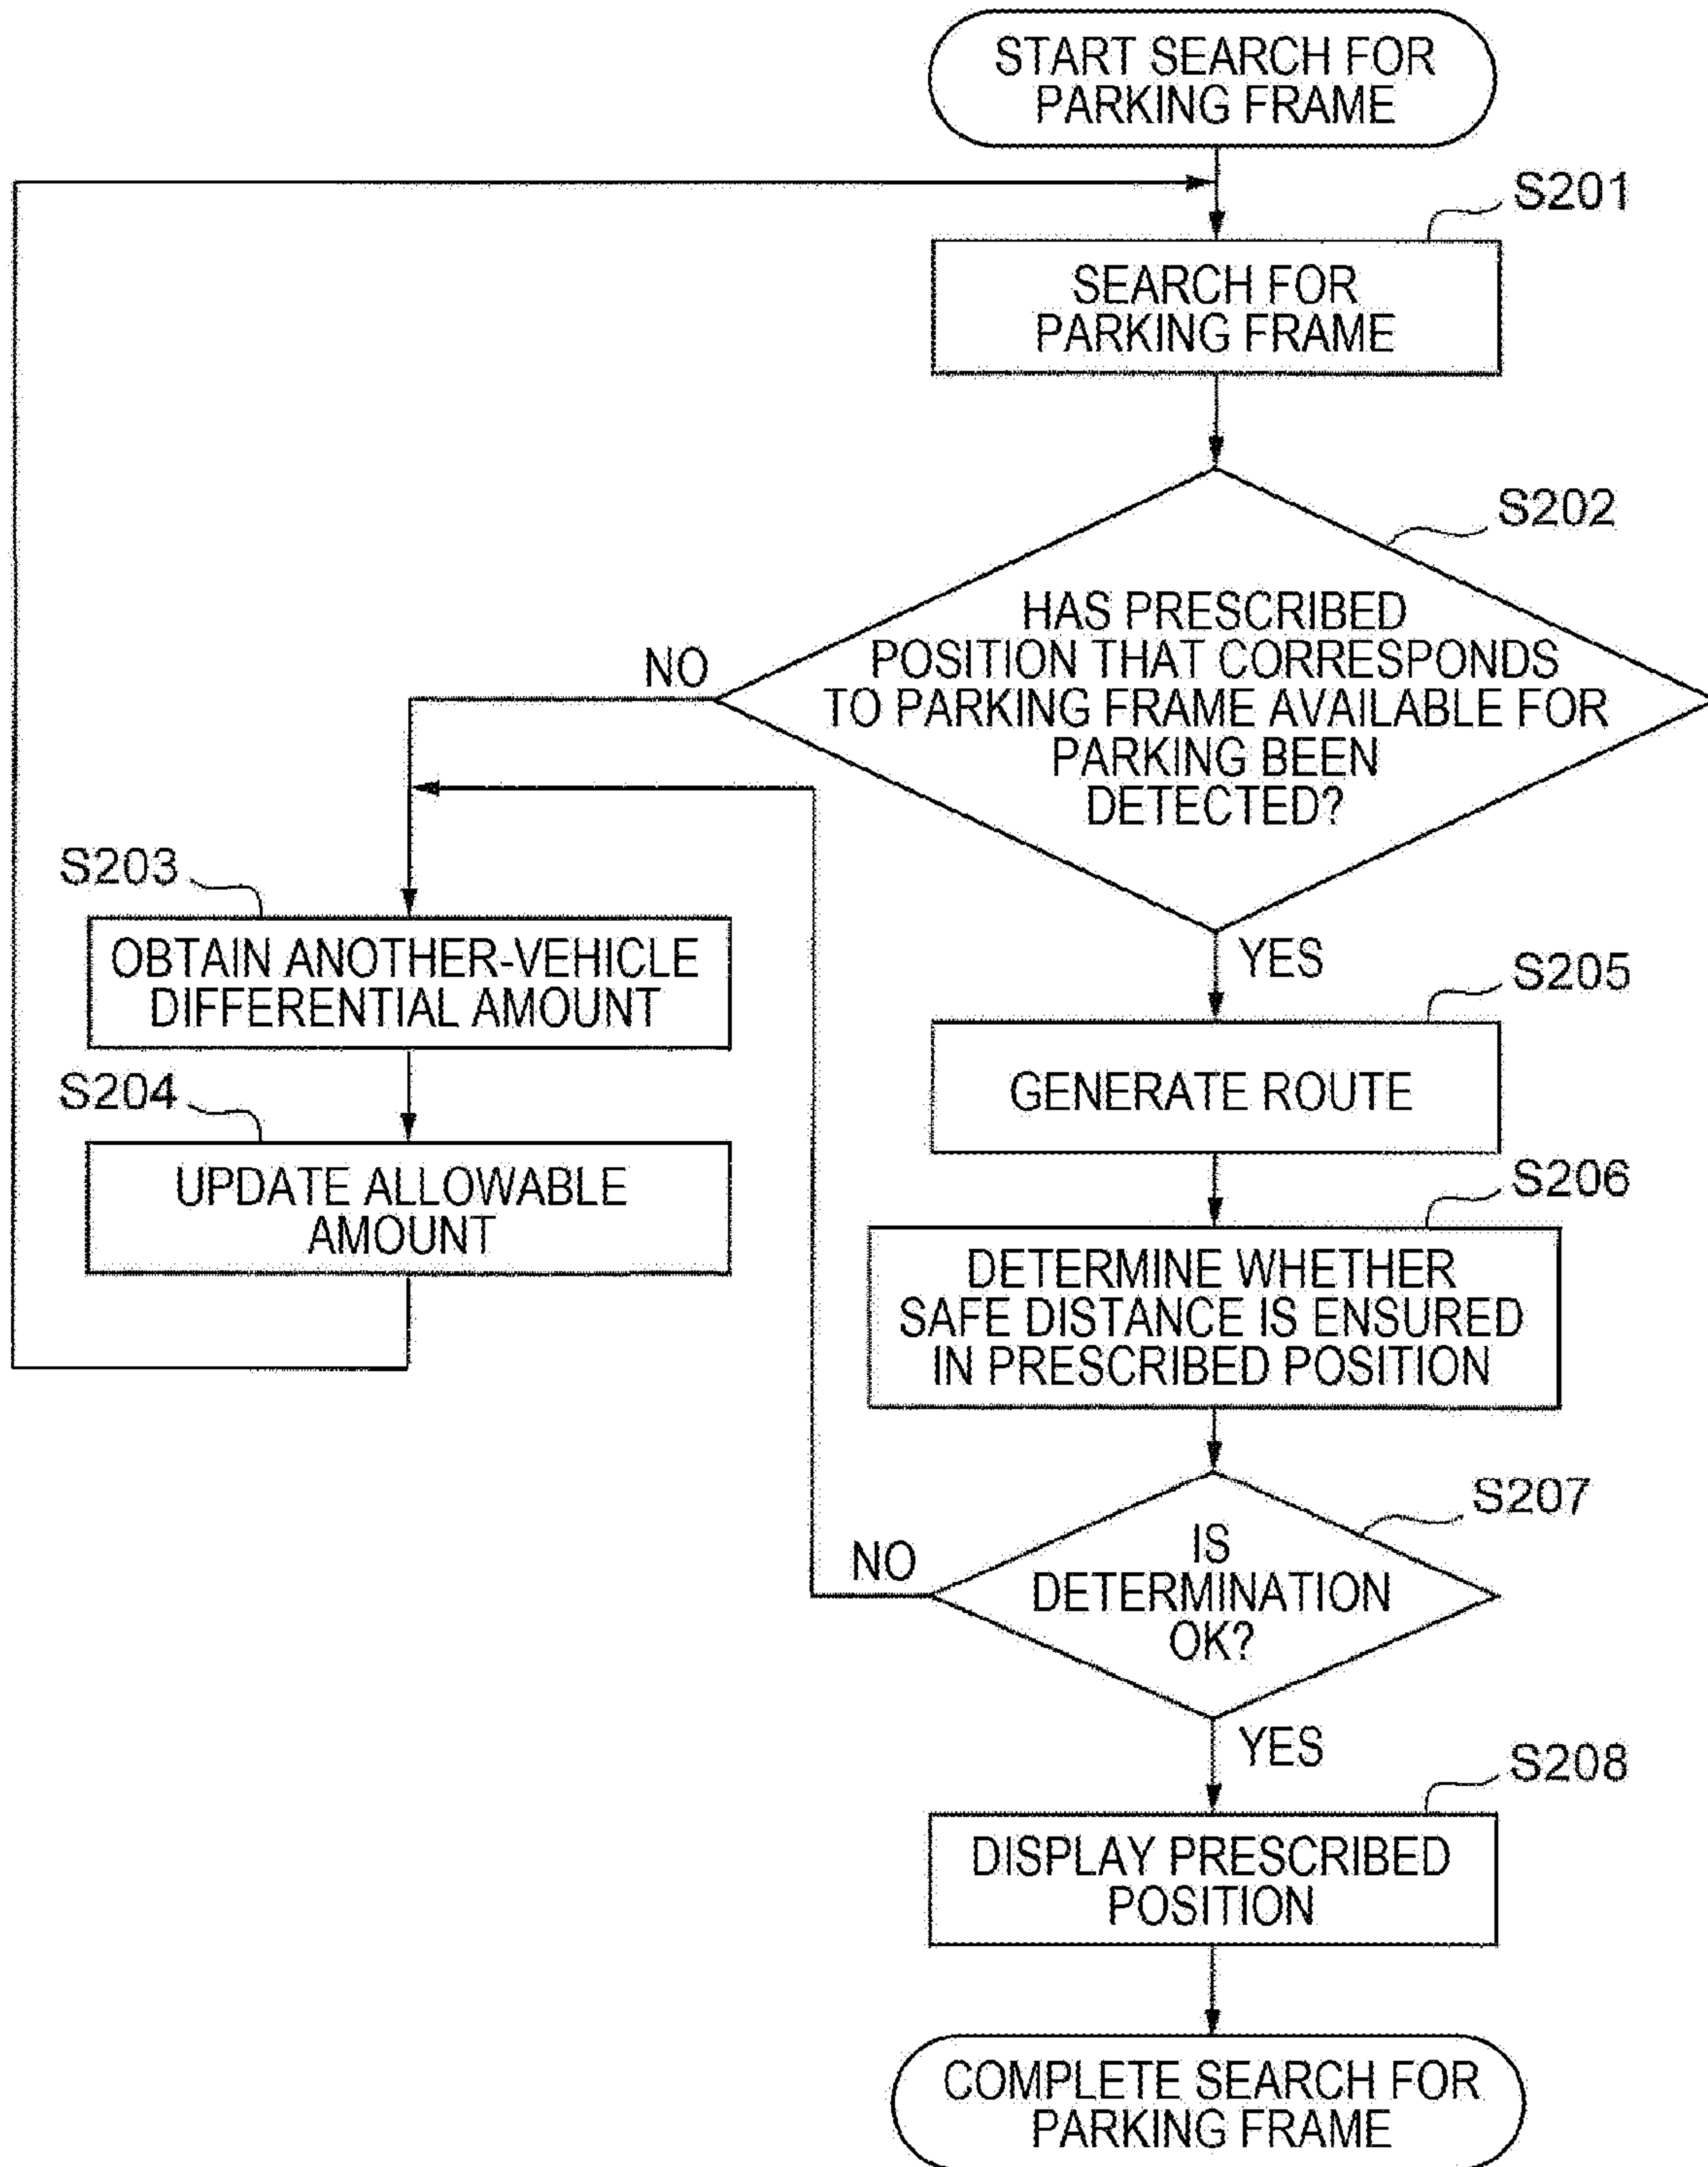 START SEARCH FOR
PARKING FRAME
S201
SEARCH FOR
PARKING FRAME
S202
HAS PRESCRIBED
POSITION THAT CORRESPONDS
TO PARKING FRAME AVAILABLE FOR
PARKING BEEN
DETECTED?
NO
YES
S203
OBTAIN ANOTHER-VEHICLE
DIFFERENTIAL AMOUNT
S204
UPDATE ALLOWABLE
AMOUNT
S205
GENERATE ROUTE
S206
DETERMINE WHETHER
SAFE DISTANCE IS ENSURED
IN PRESCRIBED POSITION
S207
IS
DETERMINATION
OK?
NO
YES
S208
DISPLAY PRESCRIBED
POSITION
COMPLETE SEARCH FOR
PARKING FRAME